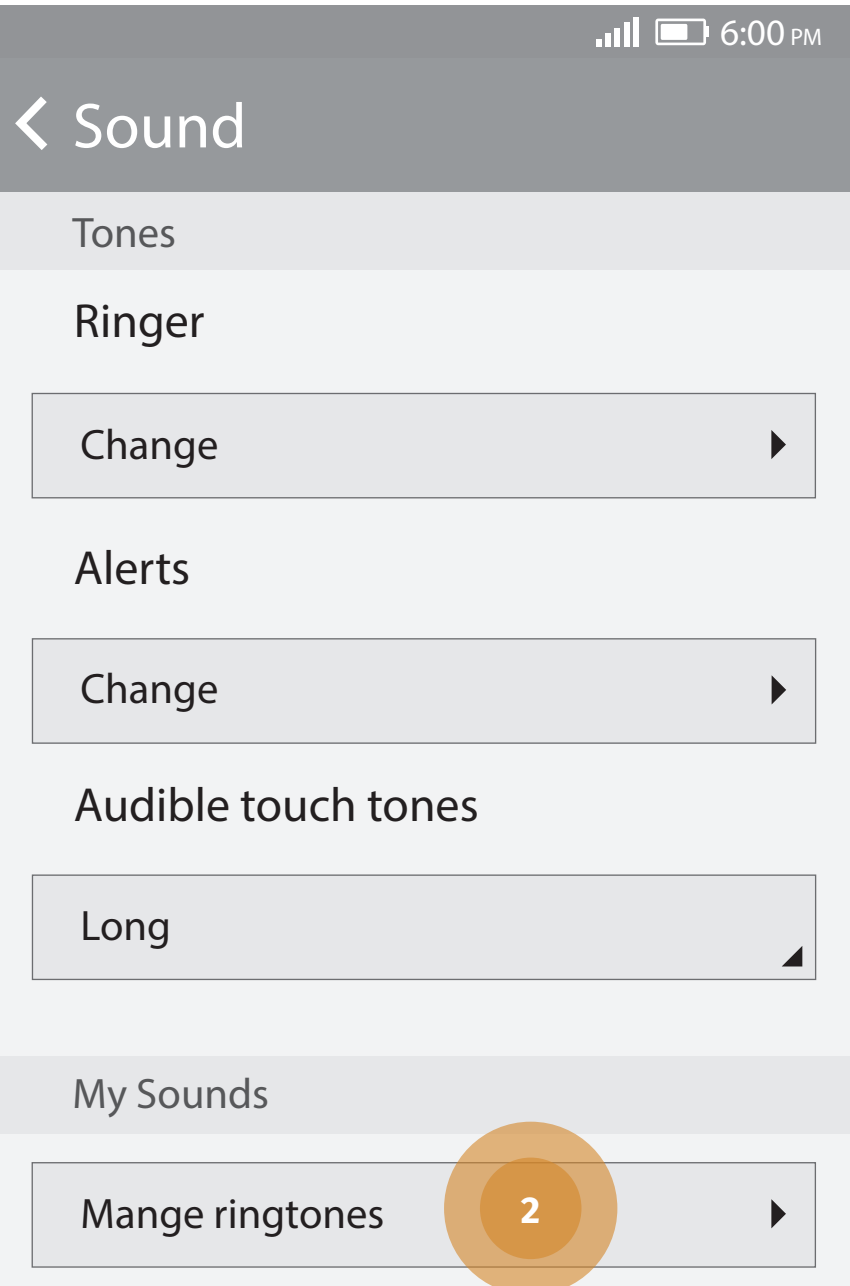 6:00 PM
Sound
Tones
Ringer
Change
Alerts
Change
Audible touch tones
Long
My Sounds
Mange ringtones 2